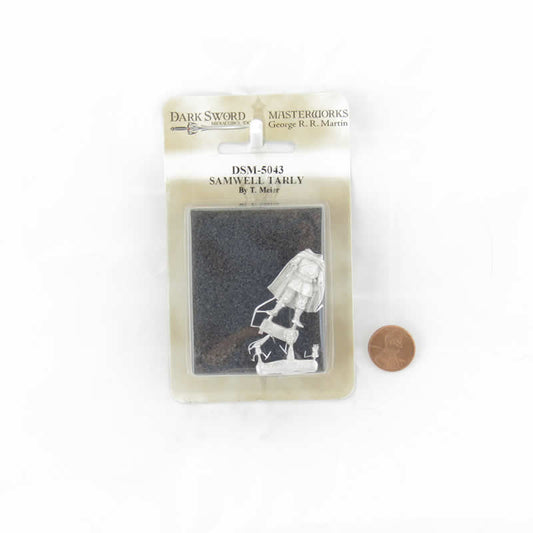 DARK SWORD
MINIATURES, INC
MASTERWORKS
George R. R. Martin
DSM-5043
SAMWELL TARLY
By T. Meier